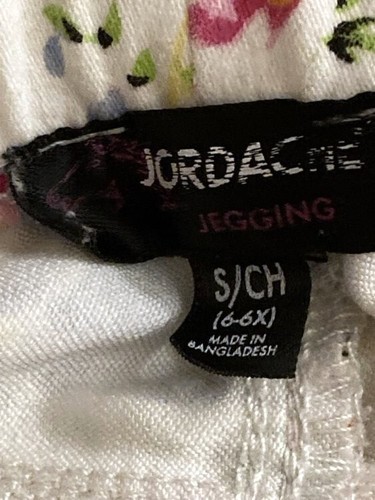 JORDACHE
JEGGING
S/CH
(6-6X)
MADE IN
BANGLADESH